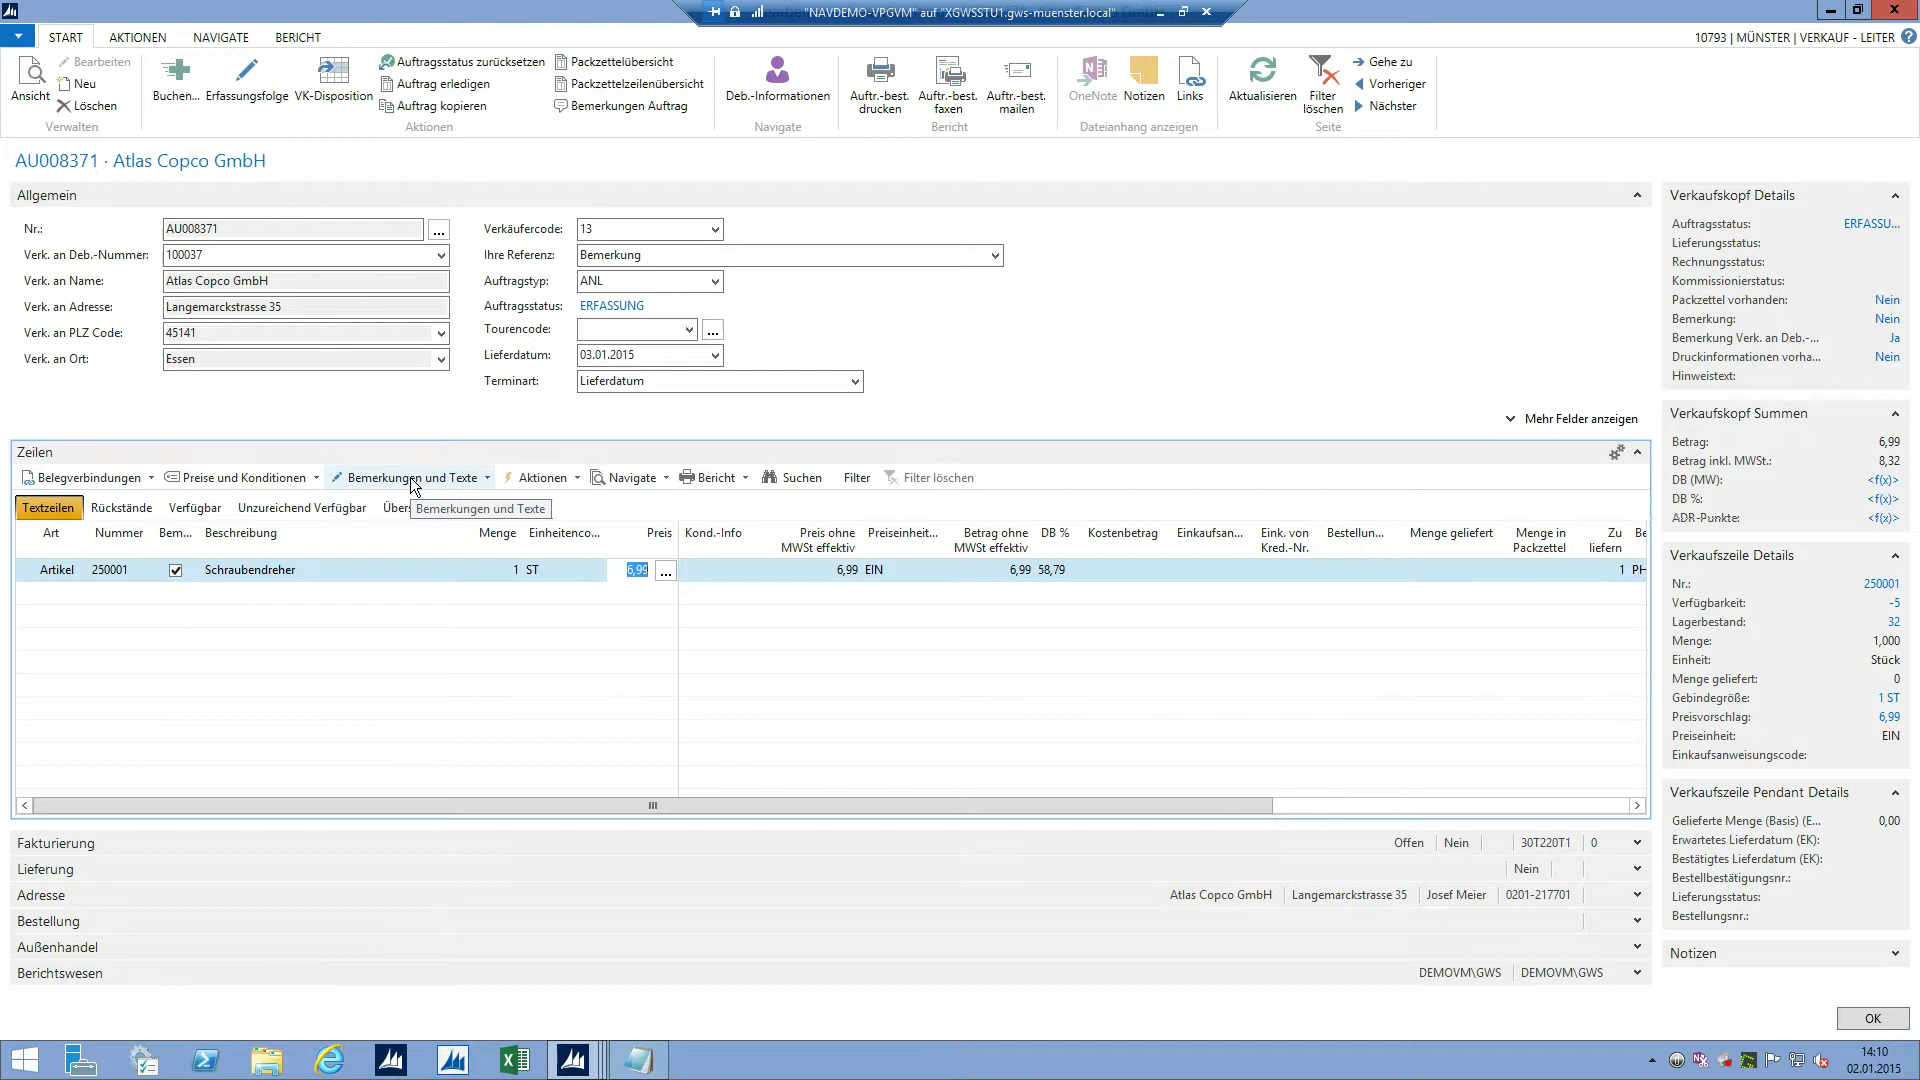 "NAVDEMO-VPGVM" auf "XGWSSTU1.gws-muenster.local"
START AKTIONEN NAVIGATE BERICHT
10793 | MÜNSTER | VERKAUF - LEITER
Ansicht
Bearbeiten
Neu
Löschen
Verwalten
Buchen... Erfassungsfolge VK-Disposition
Auftragsstatus zurücksetzen
Auftrag erledigen
Auftrag kopieren
Packzettelübersicht
Packzettelzeilenübersicht
Bemerkungen Auftrag
Aktionen
Deb.-Informationen
Navigate
Auftr.-best. drucken
Auftr.-best. faxen
Auftr.-best. mailen
Bericht
OneNote Notizen Links
Dateianhang anzeigen
Aktualisieren
Filter löschen
Gehe zu
Vorheriger
Nächster
Seite
AU008371 · Atlas Copco GmbH
Allgemein
Nr.: AU008371 ...
Verk. an Deb.-Nummer: 100037
Verk. an Name: Atlas Copco GmbH
Verk. an Adresse: Langemarckstrasse 35
Verk. an PLZ Code: 45141
Verk. an Ort: Essen
Verkäufercode: 13
Ihre Referenz: Bemerkung
Auftragstyp: ANL
Auftragsstatus: ERFASSUNG
Tourencode: ...
Lieferdatum: 03.01.2015
Terminart: Lieferdatum
Mehr Felder anzeigen
Zeilen
Belegverbindungen Preise und Konditionen Bemerkungen und Texte Aktionen Navigate Bericht Suchen Filter Filter löschen
Textzeilen Rückstände Verfügbar Unzureichend Verfügbar Übers
Bemerkungen und Texte
Art Nummer Bem... Beschreibung Menge Einheitenco... Preis Kond.-Info Preis ohne MWSt effektiv Preiseinheit... Betrag ohne MWSt effektiv DB % Kostenbetrag Einkaufsan... Eink. von Kred.-Nr. Bestellun... Menge geliefert Menge in Packzettel Zu liefern Be
Artikel 250001 Schraubendreher 1 ST 6,99 ... 6,99 EIN 6,99 58,79 1 PH
Fakturierung Offen Nein 30T220T1 0
Lieferung Nein
Adresse Atlas Copco GmbH Langemarckstrasse 35 Josef Meier 0201-217701
Bestellung
Außenhandel
Berichtswesen DEMOVM\GWS DEMOVM\GWS
Verkaufskopf Details
Auftragsstatus: ERFASSU...
Lieferungsstatus:
Rechnungsstatus:
Kommissionierstatus:
Packzettel vorhanden: Nein
Bemerkung: Nein
Bemerkung Verk. an Deb.-... Ja
Druckinformationen vorha... Nein
Hinweistext:
Verkaufskopf Summen
Betrag: 6,99
Betrag inkl. MWSt.: 8,32
DB (MW): <f(x)>
DB %: <f(x)>
ADR-Punkte: <f(x)>
Verkaufszeile Details
Nr.: 250001
Verfügbarkeit: -5
Lagerbestand: 32
Menge: 1,000
Einheit: Stück
Menge geliefert: 0
Gebindegröße: 1 ST
Preisvorschlag: 6,99
Preiseinheit: EIN
Einkaufsanweisungscode:
Verkaufszeile Pendant Details
Gelieferte Menge (Basis) (E... 0,00
Erwartetes Lieferdatum (EK):
Bestätigtes Lieferdatum (EK):
Bestellbestätigungsnr.:
Lieferungsstatus:
Bestellungsnr.:
Notizen
OK
14:10
02.01.2015